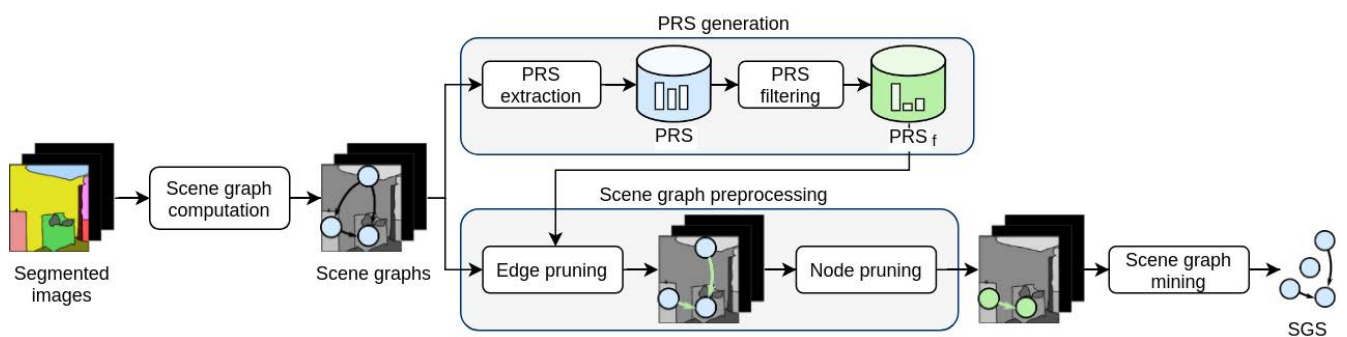 PRS generation
PRS
extraction
PRS
PRS
filtering
PRS f
Segmented
images
Scene graph
computation
Scene graphs
Scene graph preprocessing
Edge pruning
Node pruning
Scene graph
mining
SGS